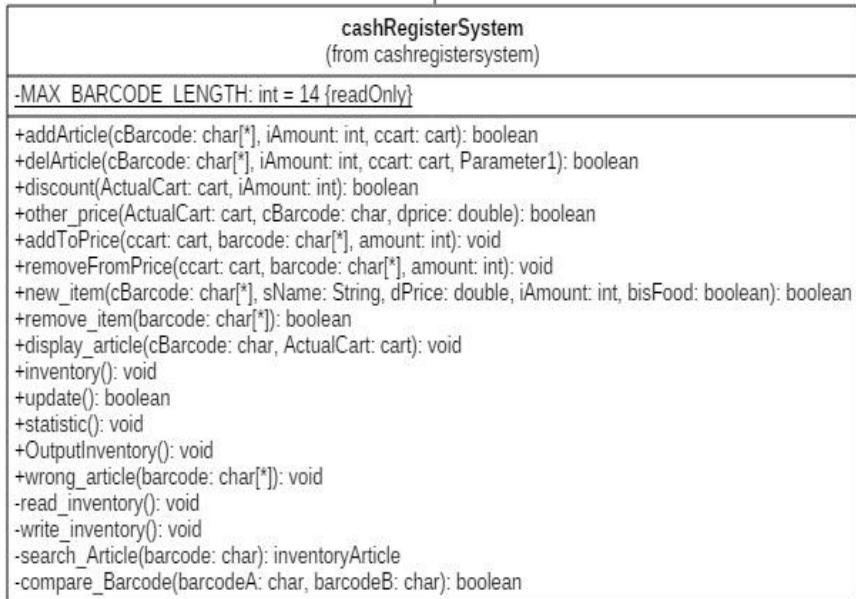 cashRegisterSystem
(from cashregistersystem)
-MAX_BARCODE_LENGTH: int = 14 {readOnly}
+addArticle(cBarcode: char[*], iAmount: int, ccart: cart): boolean
+delArticle(cBarcode: char[*], iAmount: int, ccart: cart, Parameter1): boolean
+discount(ActualCart: cart, iAmount: int): boolean
+other_price(ActualCart: cart, cBarcode: char, dprice: double): boolean
+addToPrice(ccart: cart, barcode: char[*], amount: int): void
+removeFromPrice(ccart: cart, barcode: char[*], amount: int): void
+new_item(cBarcode: char[*], sName: String, dPrice: double, iAmount: int, bisFood: boolean): boolean
+remove_item(barcode: char[*]): boolean
+display_article(cBarcode: char, ActualCart: cart): void
+inventory(): void
+update(): boolean
+statistic(): void
+OutputInventory(): void
+wrong_article(barcode: char[*]): void
-read_inventory(): void
-write_inventory(): void
-search_Article(barcode: char): inventoryArticle
-compare_Barcode(barcodeA: char, barcodeB: char): boolean